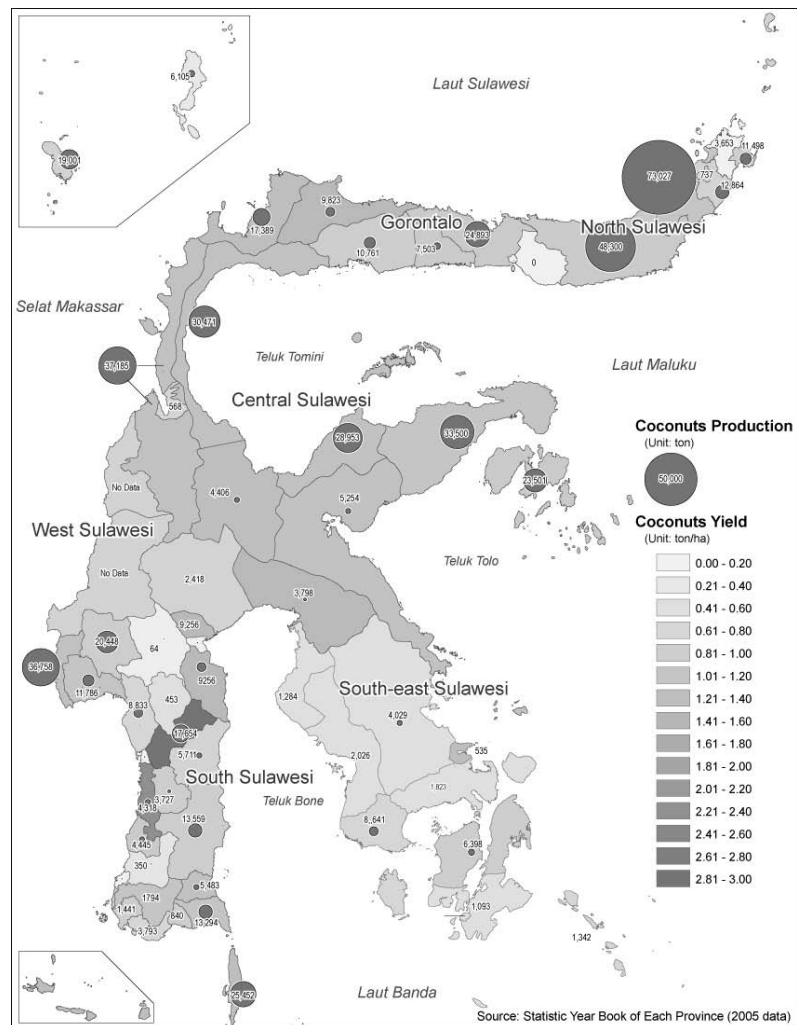 6,105
Laut Sulawesi
19,001
3,653
11,498
73,027
737
12,864
9,823
17,389
Gorontalo
24,893
North Sulawesi
10,761
7,503
48,300
0
Selat Makassar
30,471
Teluk Tomini
Laut Maluku
37,185
568
Central Sulawesi
28,953
33,500
Coconuts Production
(Unit: ton)
50,000
No Data
4,406
23,501
5,254
West Sulawesi
Coconuts Yield
(Unit: ton/ha)
Teluk Tolo
No Data
2,418
0.00 - 0.20
0.21 - 0.40
3,798
0.41 - 0.60
9,256
0.61 - 0.80
20,448
64
0.81 - 1.00
36,758
9256
1.01 - 1.20
11,786
453
1,284
South-east Sulawesi
1.21 - 1.40
8,833
4,029
1.41 - 1.60
17,654
535
1.61 - 1.80
5,711
2,026
1.81 - 2.00
South Sulawesi
1,823
2.01 - 2.20
3,727
Teluk Bone
4,318
2.21 - 2.40
13,559
8,641
2.41 - 2.60
4,445
6,398
2.61 - 2.80
350
2.81 - 3.00
5,483
1794
1,441
840
13,294
1,093
3,793
1,342
25,452
Laut Banda
Source: Statistic Year Book of Each Province (2005 data)